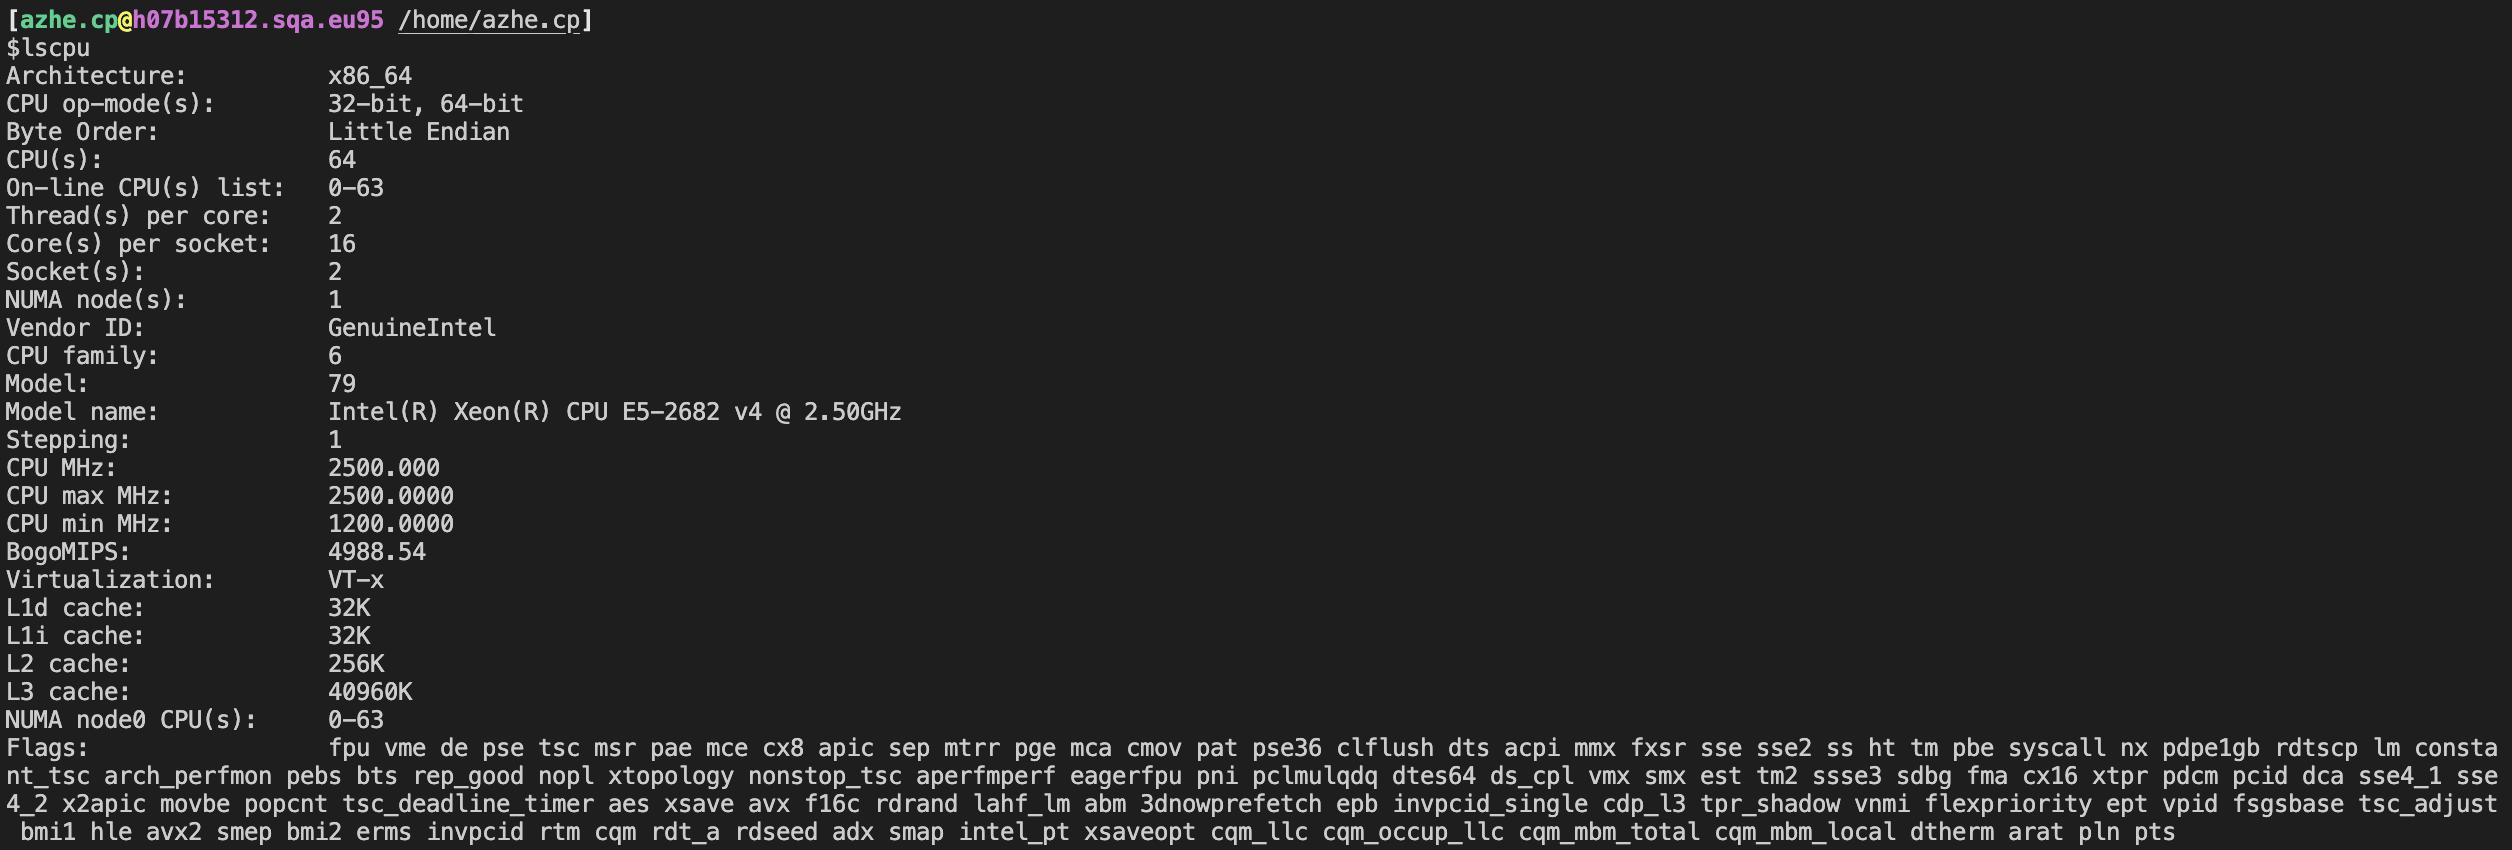 [azhe.cp@h07b15312.sqa.eu95 /home/azhe.cp]
$lscpu
Architecture:          x86_64
CPU op-mode(s):        32-bit, 64-bit
Byte Order:            Little Endian
CPU(s):                64
On-line CPU(s) list:   0-63
Thread(s) per core:    2
Core(s) per socket:    16
Socket(s):             2
NUMA node(s):          1
Vendor ID:             GenuineIntel
CPU family:            6
Model:                 79
Model name:            Intel(R) Xeon(R) CPU E5-2682 v4 @ 2.50GHz
Stepping:              1
CPU MHz:               2500.000
CPU max MHz:           2500.0000
CPU min MHz:           1200.0000
BogoMIPS:              4988.54
Virtualization:        VT-x
L1d cache:             32K
L1i cache:             32K
L2 cache:              256K
L3 cache:              40960K
NUMA node0 CPU(s):     0-63
Flags:                 fpu vme de pse tsc msr pae mce cx8 apic sep mtrr pge mca cmov pat pse36 clflush dts acpi mmx fxsr sse sse2 ss ht tm pbe syscall nx pdpe1gb rdtscp lm consta
nt_tsc arch_perfmon pebs bts rep_good nopl xtopology nonstop_tsc aperfmperf eagerfpu pni pclmulqdq dtes64 ds_cpl vmx smx est tm2 ssse3 sdbg fma cx16 xtpr pdcm pcid dca sse4_1 sse
4_2 x2apic movbe popcnt tsc_deadline_timer aes xsave avx f16c rdrand lahf_lm abm 3dnowprefetch epb invpcid_single cdp_l3 tpr_shadow vnmi flexpriority ept vpid fsgsbase tsc_adjust
 bmi1 hle avx2 smep bmi2 erms invpcid rtm cqm rdt_a rdseed adx smap intel_pt xsaveopt cqm_llc cqm_occup_llc cqm_mbm_total cqm_mbm_local dtherm arat pln pts